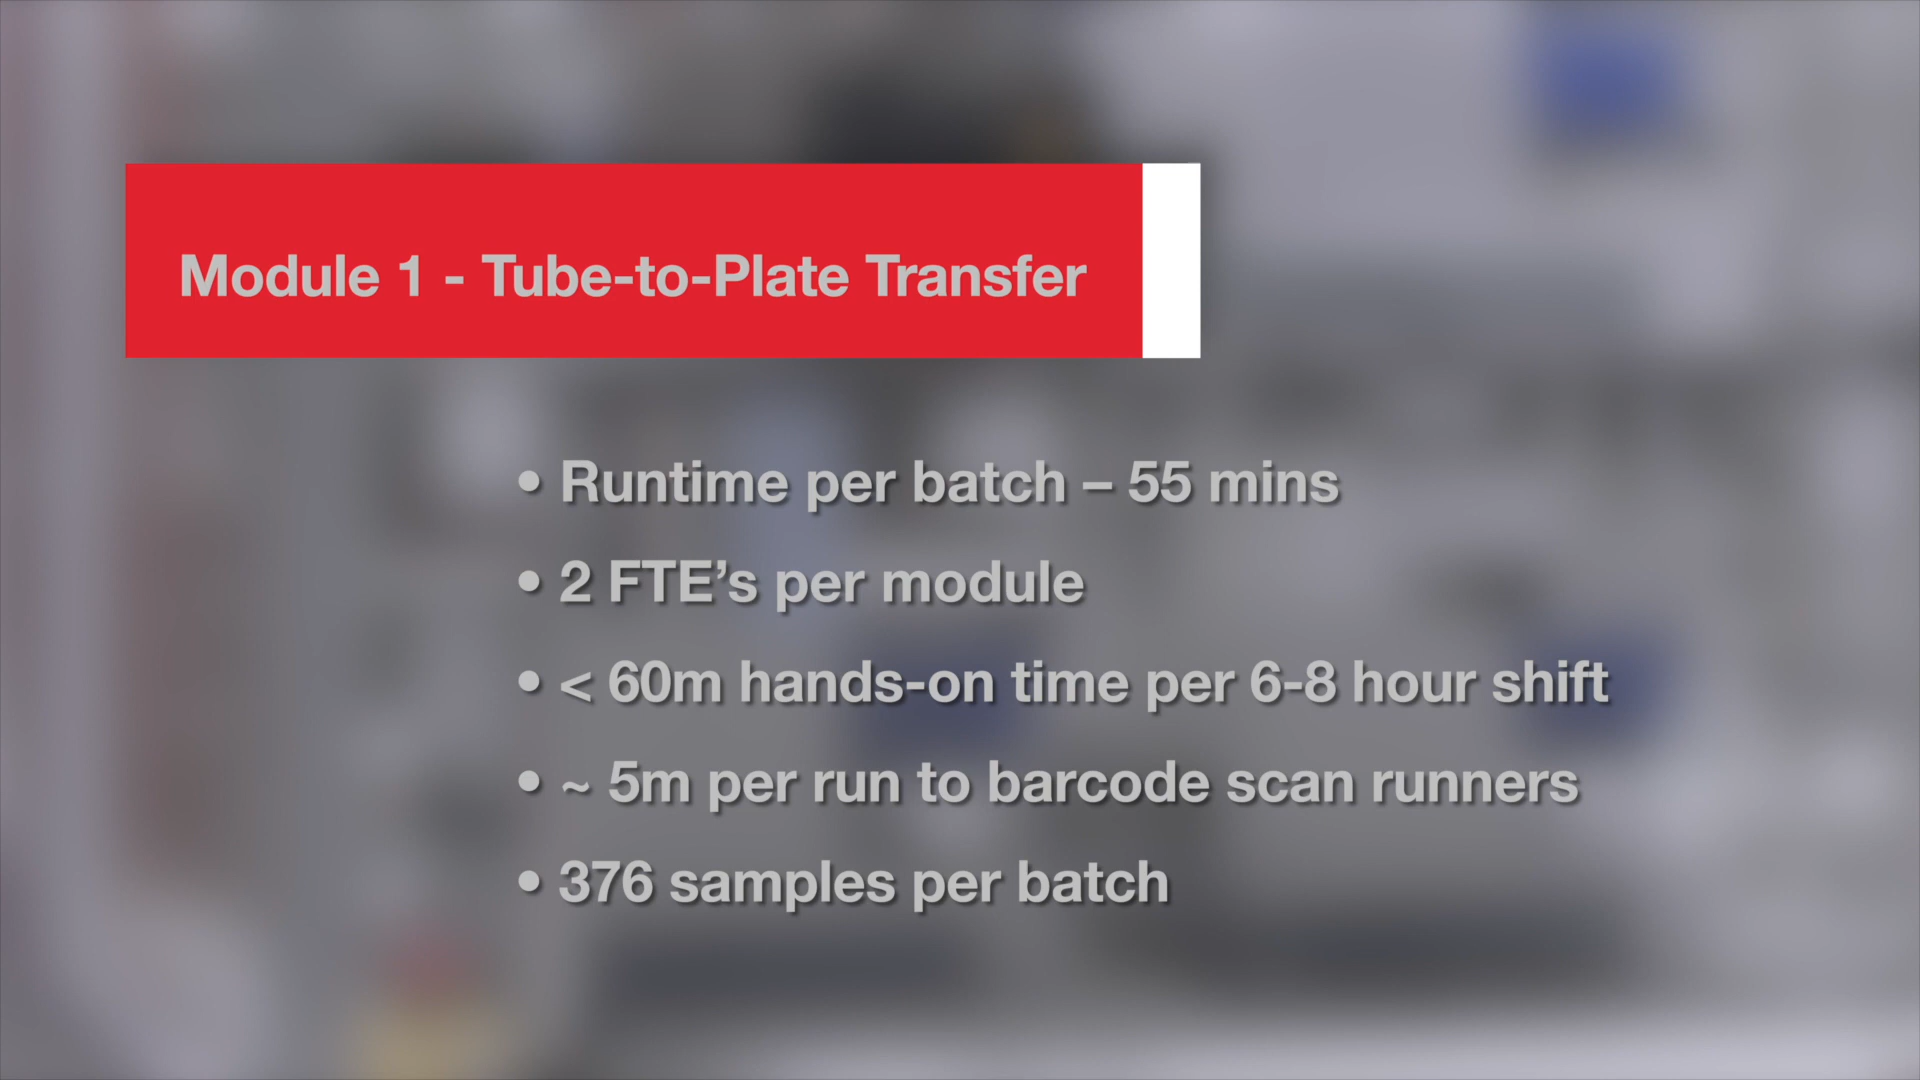 Module 1 - Tube-to-Plate Transfer
• Runtime per batch – 55 mins
• 2 FTE’s per module
• < 60m hands-on time per 6-8 hour shift
• ~ 5m per run to barcode scan runners
• 376 samples per batch